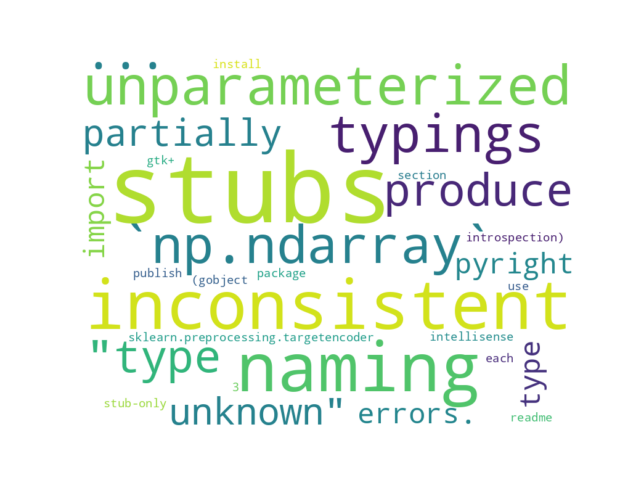 ...
install
unparameterized
partially
typings
gtk+
stubs
import
section
produce
`np.ndarray`
introspection)
pyright
publish
(gobject
package
use
inconsistent
sklearn.preprocessing.targetencoder
intellisense
"type
naming
each
type
3
stub-only
unknown"
errors.
readme